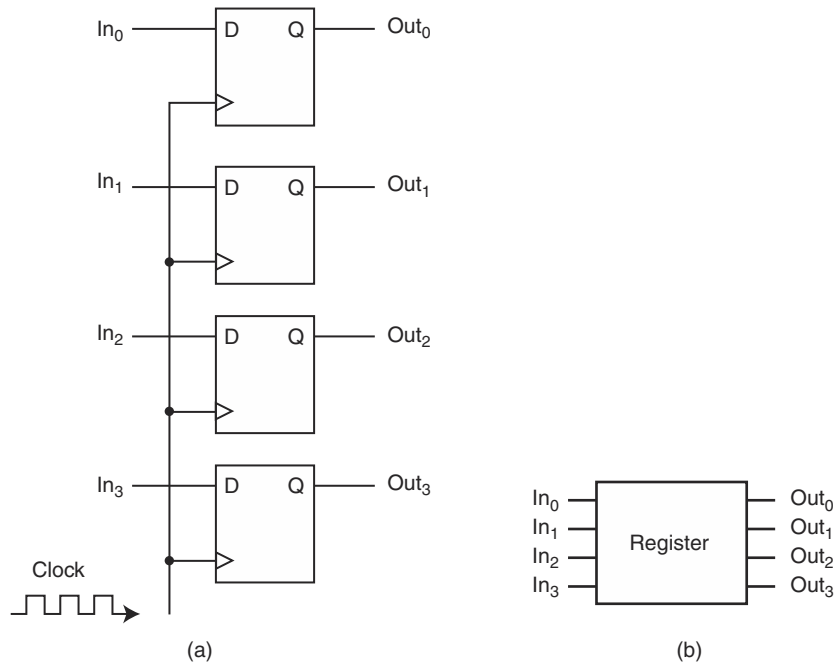 In₀ D Q Out₀
In₁ D Q Out₁
In₂ D Q Out₂
In₃ D Q Out₃
Clock
(a)
In₀ Out₀
In₁ Out₁
Register
In₂ Out₂
In₃ Out₃
(b)